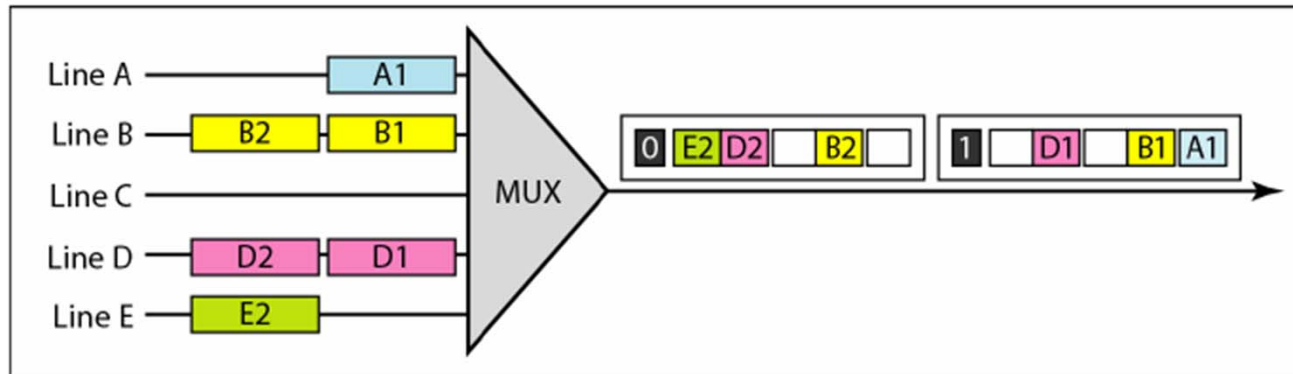 Line A A1
Line B B2 B1
Line C
Line D D2 D1
Line E E2
MUX
0 E2 D2 B2
1 D1 B1 A1